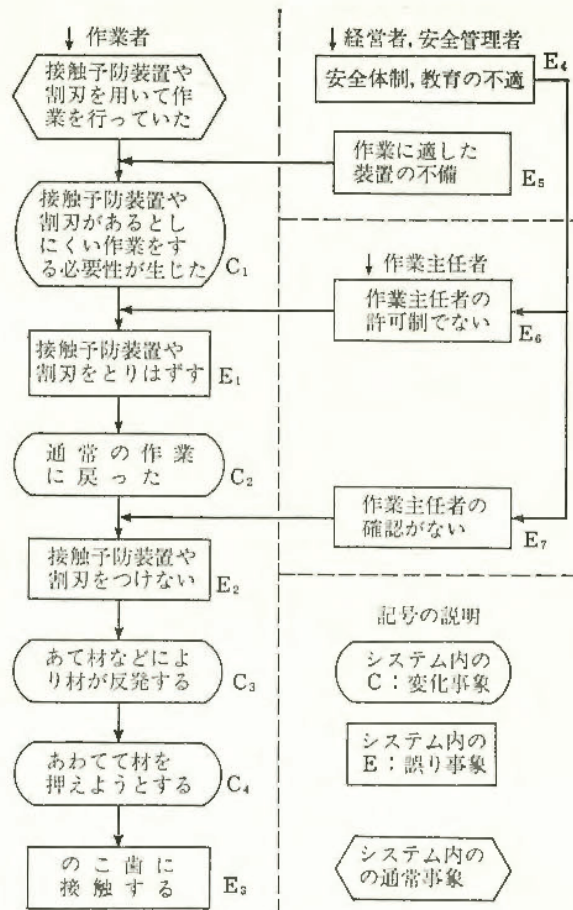 ↓ 作業者
接触予防装置や
割刃を用いて作
業を行っていた
接触予防装置や
割刃があるとし
にくい作業をす
る必要性が生じた
C₁
接触予防装置や
割刃をとりはずす
E₁
通常の作業
に戻った
C₂
接触予防装置や
割刃をつけない
E₂
あて材などによ
り材が反発する
C₃
あわてて材を
押えようとする
C₄
のこ歯に
接触する
E₃
↓ 経営者,安全管理者
安全体制,教育の不適
E₄
作業に適した
装置の不備
E₅
↓ 作業主任者
作業主任者の
許可制でない
E₆
作業主任者の
確認がない
E₇
記号の説明
システム内の
C:変化事象
システム内の
E:誤り事象
システム内の
の通常事象